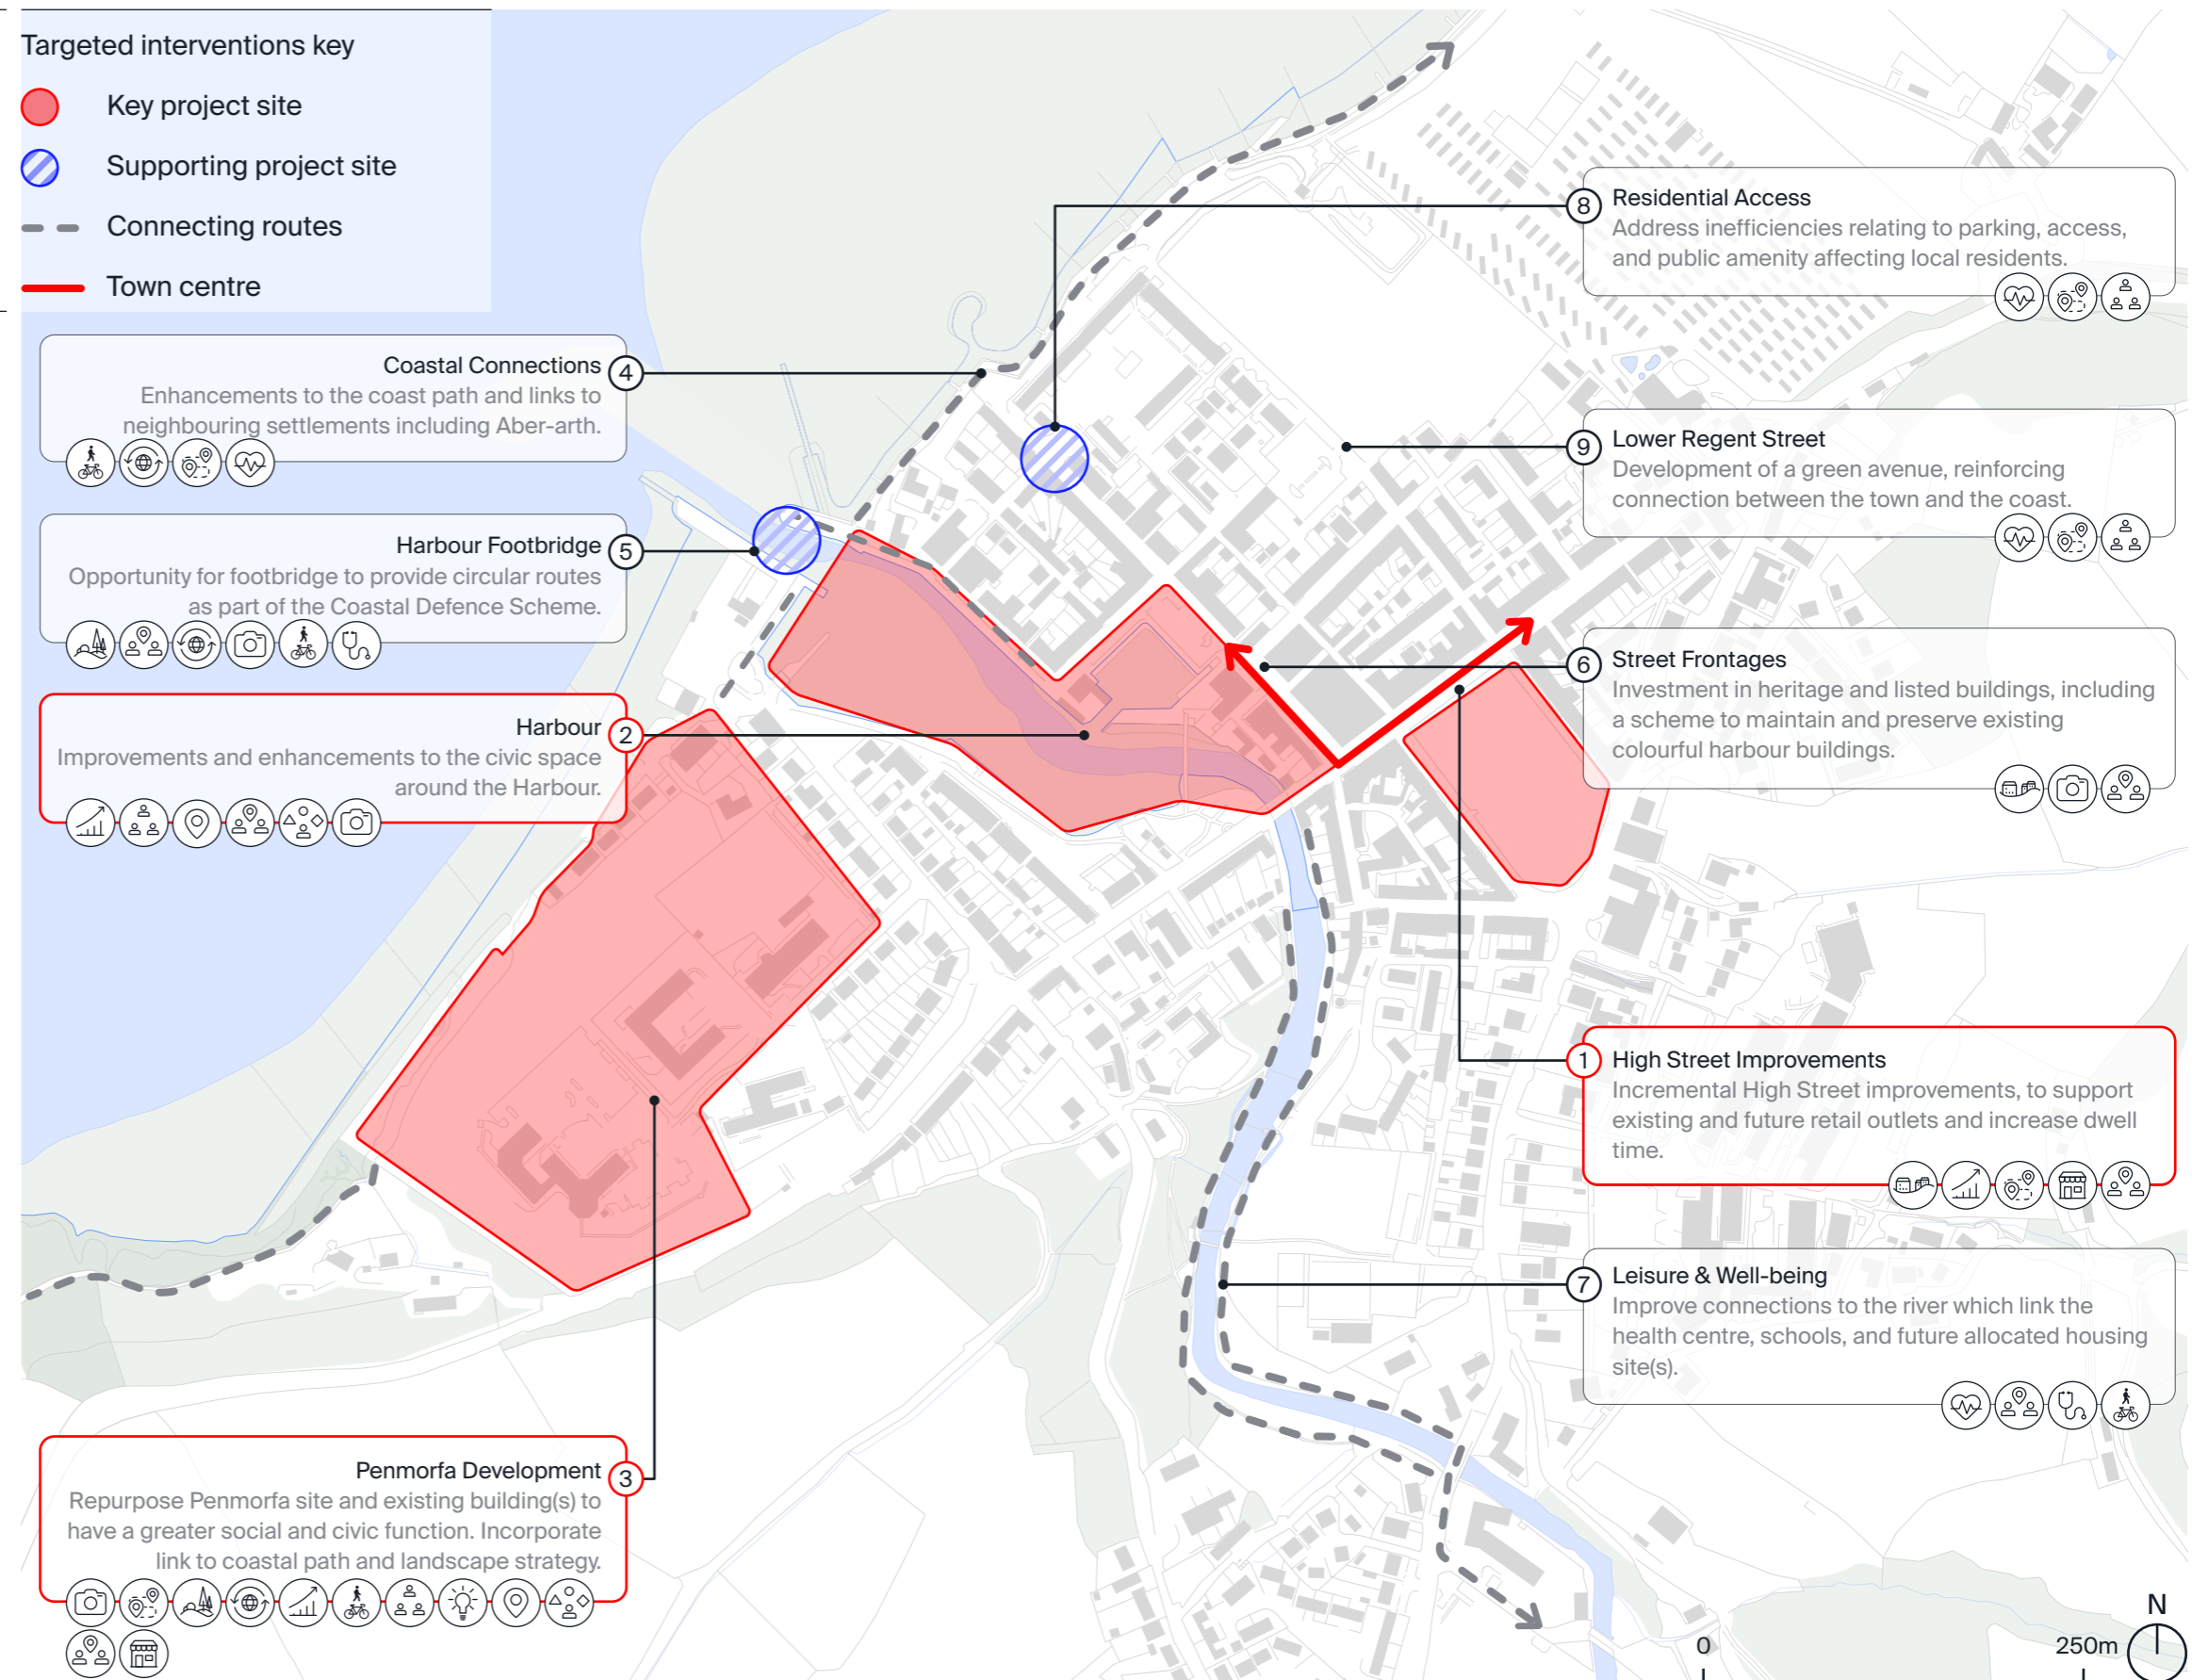 Targeted interventions key
Key project site
Supporting project site
Connecting routes
Town centre
4
Coastal Connections
Enhancements to the coast path and links to
neighbouring settlements including Aber-arth.
5
Harbour Footbridge
Opportunity for footbridge to provide circular routes
as part of the Coastal Defence Scheme.
2
Harbour
Improvements and enhancements to the civic space
around the Harbour.
3
Penmorfa Development
Repurpose Penmorfa site and existing building(s) to
have a greater social and civic function. Incorporate
link to coastal path and landscape strategy.
8
Residential Access
Address inefficiencies relating to parking, access,
and public amenity affecting local residents.
9
Lower Regent Street
Development of a green avenue, reinforcing
connection between the town and the coast.
6
Street Frontages
Investment in heritage and listed buildings, including
a scheme to maintain and preserve existing
colourful harbour buildings.
1
High Street Improvements
Incremental High Street improvements, to support
existing and future retail outlets and increase dwell
time.
7
Leisure & Well-being
Improve connections to the river which link the
health centre, schools, and future allocated housing
site(s).
N
0
250m